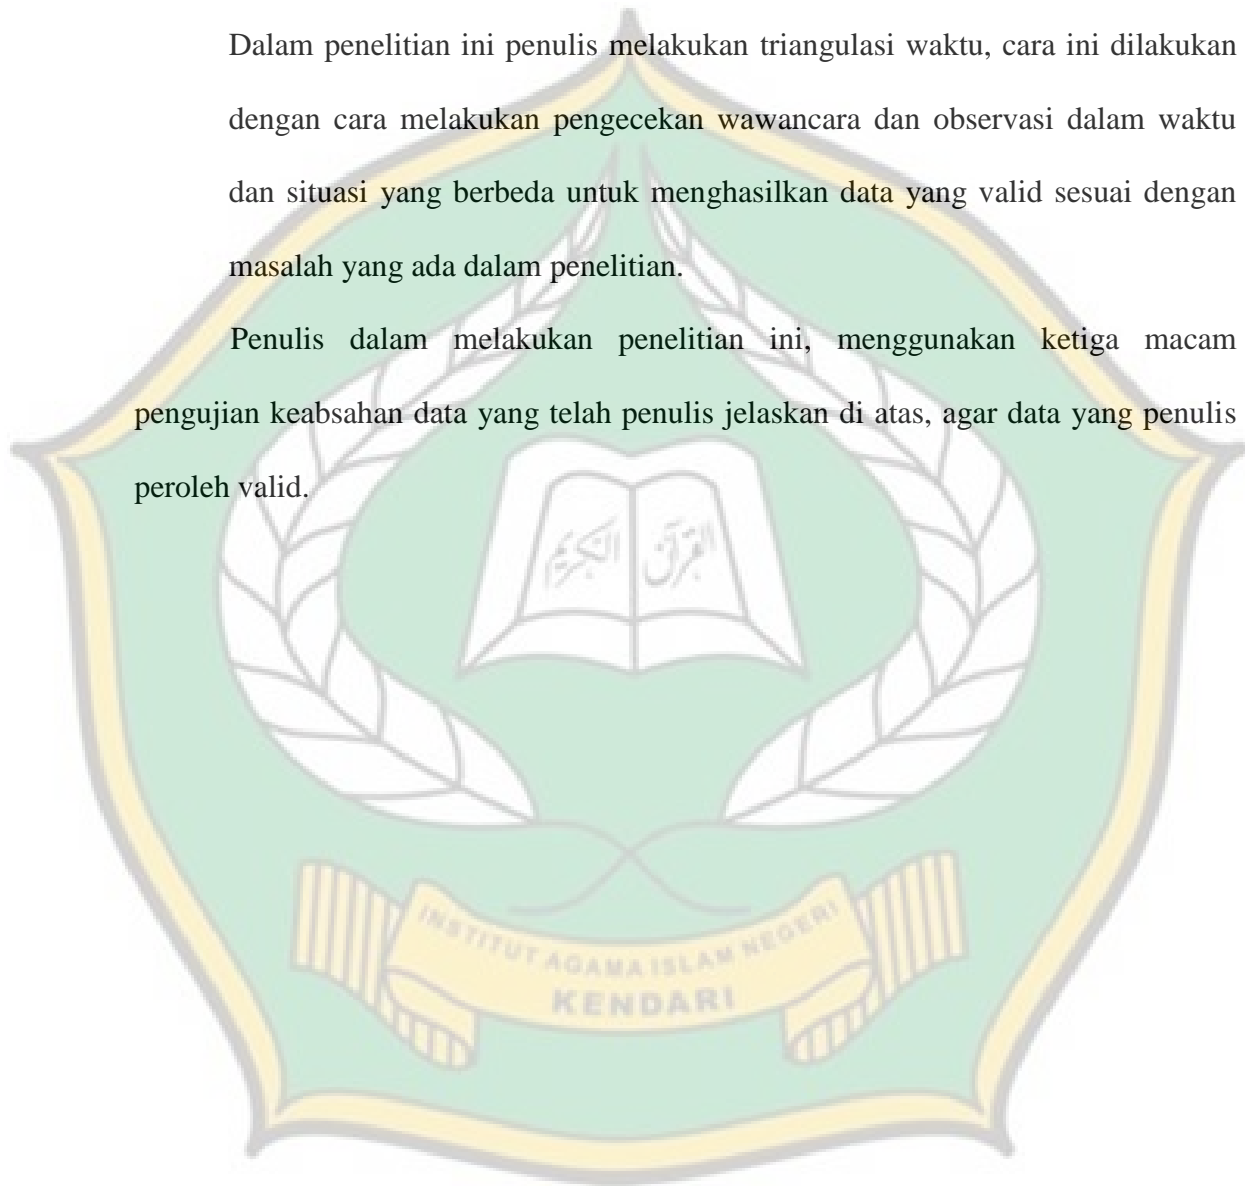 Dalam penelitian ini penulis melakukan triangulasi waktu, cara ini dilakukan
dengan cara melakukan pengecekan wawancara dan observasi dalam waktu
dan situasi yang berbeda untuk menghasilkan data yang valid sesuai dengan
masalah yang ada dalam penelitian.
Penulis dalam melakukan penelitian ini, menggunakan ketiga macam
pengujian keabsahan data yang telah penulis jelaskan di atas, agar data yang penulis
peroleh valid.
القرآن الكريم
INSTITUT AGAMA ISLAM NEGERI
KENDARI